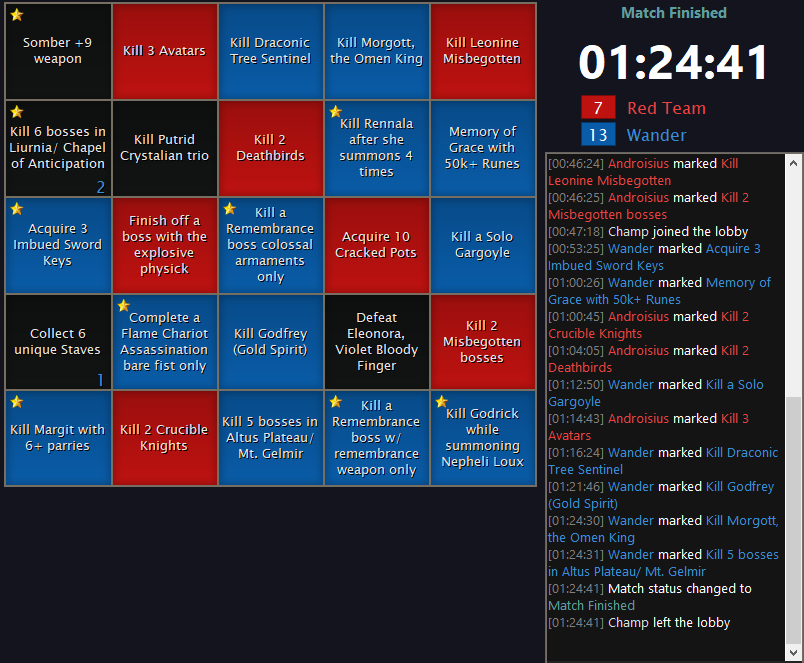 Somber +9
weapon
Kill 3 Avatars
Kill Draconic
Tree Sentinel
Kill Morgott,
the Omen King
Kill Leonine
Misbegotten
Kill 6 bosses in
Liurnia/ Chapel
of Anticipation
2
Kill Putrid
Crystalian trio
Kill 2
Deathbirds
Kill Rennala
after she
summons 4
times
Memory of
Grace with
50k+ Runes
Acquire 3
Imbued Sword
Keys
Finish off a
boss with the
explosive
physick
Kill a
Remembrance
boss colossal
armaments
only
Acquire 10
Cracked Pots
Kill a Solo
Gargoyle
Collect 6
unique Staves
1
Complete a
Flame Chariot
Assassination
bare fist only
Kill Godfrey
(Gold Spirit)
Defeat
Eleonora,
Violet Bloody
Finger
Kill 2
Misbegotten
bosses
Kill Margit with
6+ parries
Kill 2 Crucible
Knights
Kill 5 bosses in
Altus Plateau/
Mt. Gelmir
Kill a
Remembrance
boss w/
remembrance
weapon only
Kill Godrick
while
summoning
Nepheli Loux
Match Finished
01:24:41
7 Red Team
13 Wander
[00:46:24] Androisius marked Kill
Leonine Misbegotten
[00:46:25] Androisius marked Kill 2
Misbegotten bosses
[00:47:18] Champ joined the lobby
[00:53:25] Wander marked Acquire 3
Imbued Sword Keys
[01:00:26] Wander marked Memory of
Grace with 50k+ Runes
[01:00:45] Androisius marked Kill 2
Crucible Knights
[01:04:05] Androisius marked Kill 2
Deathbirds
[01:12:50] Wander marked Kill a Solo
Gargoyle
[01:14:43] Androisius marked Kill 3
Avatars
[01:16:24] Wander marked Kill Draconic
Tree Sentinel
[01:21:46] Wander marked Kill Godfrey
(Gold Spirit)
[01:24:30] Wander marked Kill Morgott,
the Omen King
[01:24:31] Wander marked Kill 5 bosses
in Altus Plateau/ Mt. Gelmir
[01:24:41] Match status changed to
Match Finished
[01:24:41] Champ left the lobby